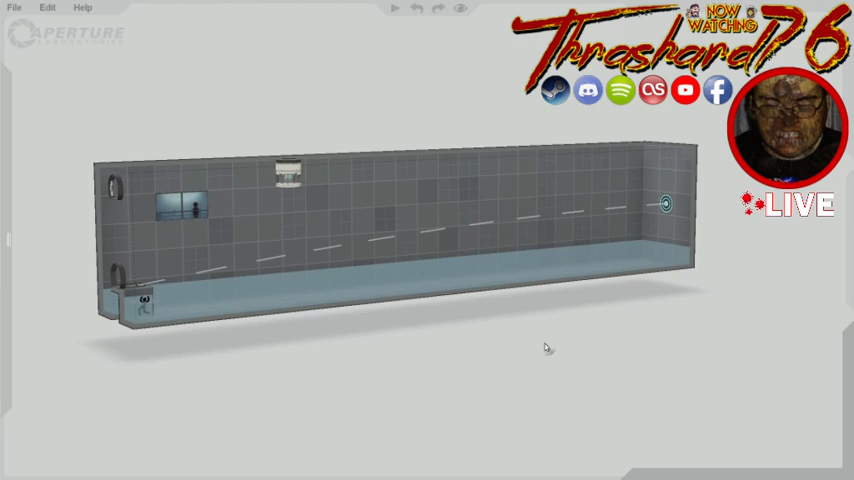 File Edit Help
APERTURE
LABORATORIES
NOW
WATCHING
Thrashard76
LIVE